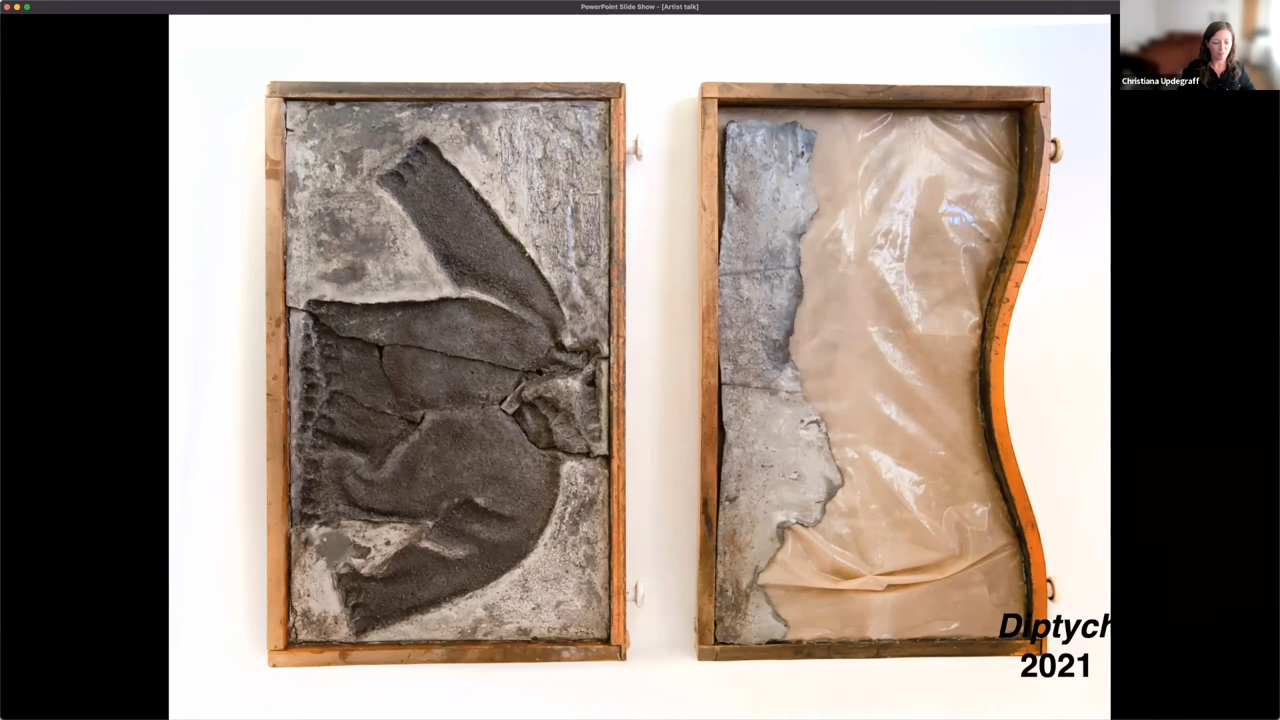 PowerPoint Slide Show - [Artist talk]
Christiana Updegraff
Diptych
2021